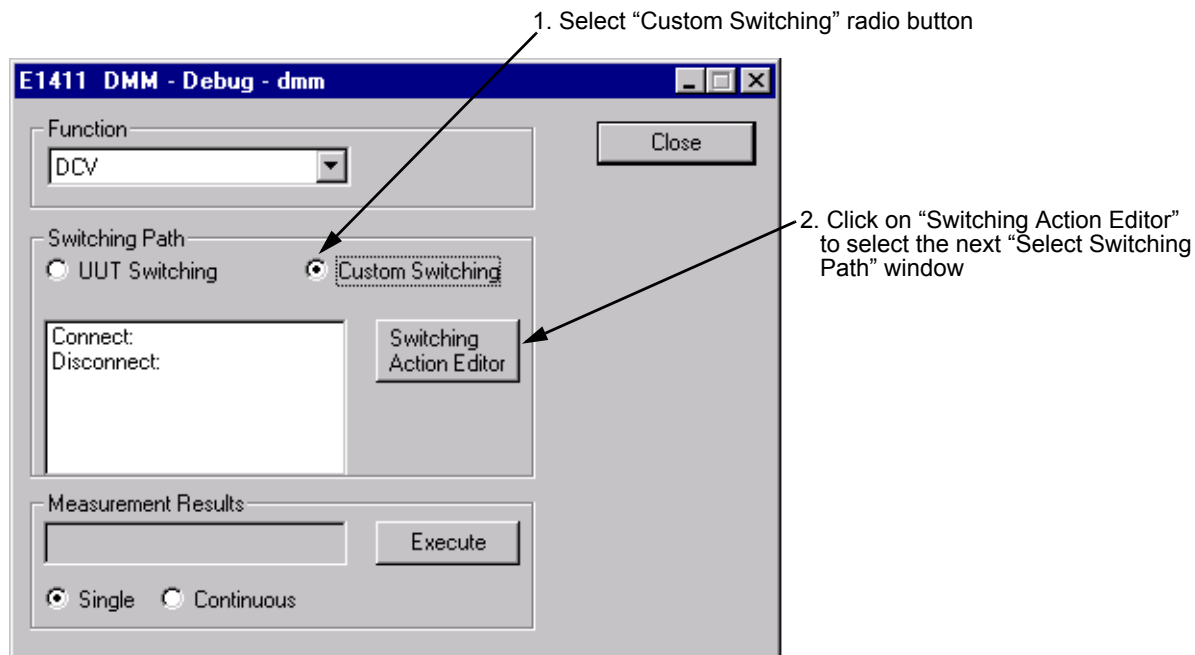 1. Select “Custom Switching” radio button
E1411 DMM - Debug - dmm
Function
DCV
Close
Switching Path
UUT Switching
Custom Switching
2. Click on “Switching Action Editor”
to select the next “Select Switching
Path” window
Connect:
Disconnect:
Switching
Action Editor
Measurement Results
Execute
Single
Continuous